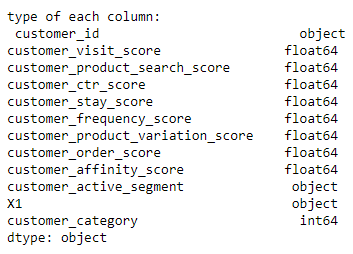 type of each column:
customer_id object
customer_visit_score float64
customer_product_search_score float64
customer_ctr_score float64
customer_stay_score float64
customer_frequency_score float64
customer_product_variation_score float64
customer_order_score float64
customer_affinity_score float64
customer_active_segment object
X1 object
customer_category int64
dtype: object